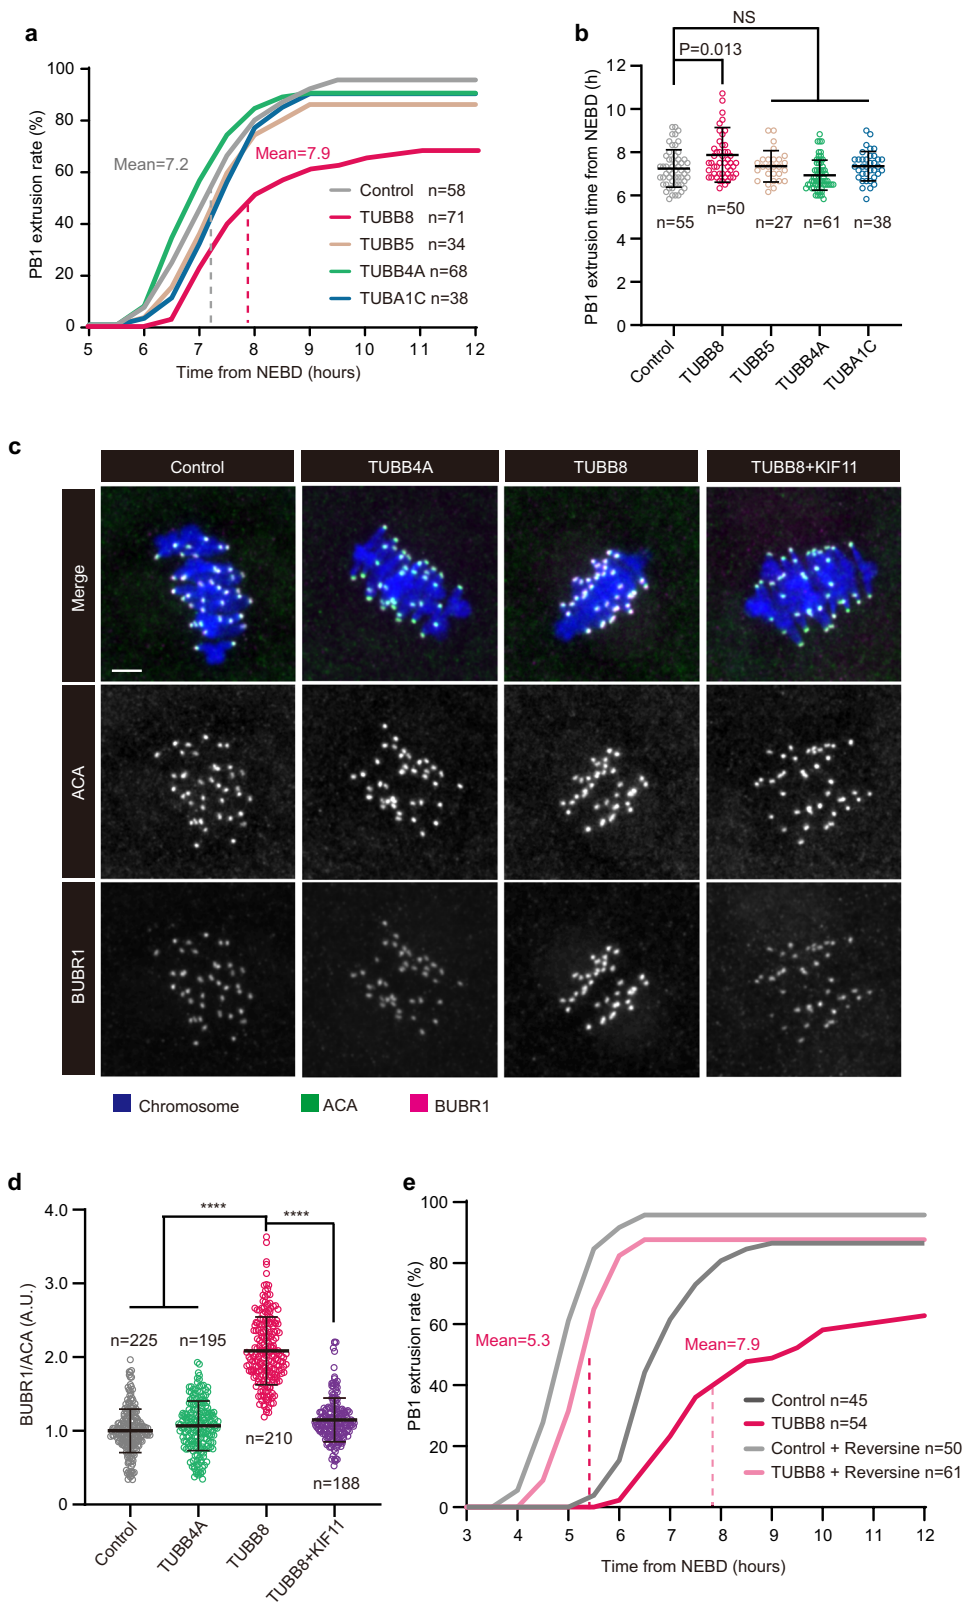 a
PB1 extrusion rate (%)
100
80
60
40
20
0
Mean=7.2
Mean=7.9
Control n=58
TUBB8 n=71
TUBB5 n=34
TUBB4A n=68
TUBA1C n=38
5 6 7 8 9 10 11 12
Time from NEBD (hours)
b
NS
P=0.013
PB1 extrusion time from NEBD (h)
12
10
8
6
4
2
0
n=55 n=50 n=27 n=61 n=38
Control TUBB8 TUBB5 TUBB4A TUBA1C
c
Control TUBB4A TUBB8 TUBB8+KIF11
Merge
ACA
BUBR1
Chromosome ACA BUBR1
d
BUBR1/ACA (A.U.)
4.0
3.0
2.0
1.0
0
**** ****
n=225 n=195
n=210
n=188
Control TUBB4A TUBB8 TUBB8+KIF11
e
PB1 extrusion rate (%)
100
80
60
40
20
0
Mean=5.3
Mean=7.9
Control n=45
TUBB8 n=54
Control + Reversine n=50
TUBB8 + Reversine n=61
3 4 5 6 7 8 9 10 11 12
Time from NEBD (hours)